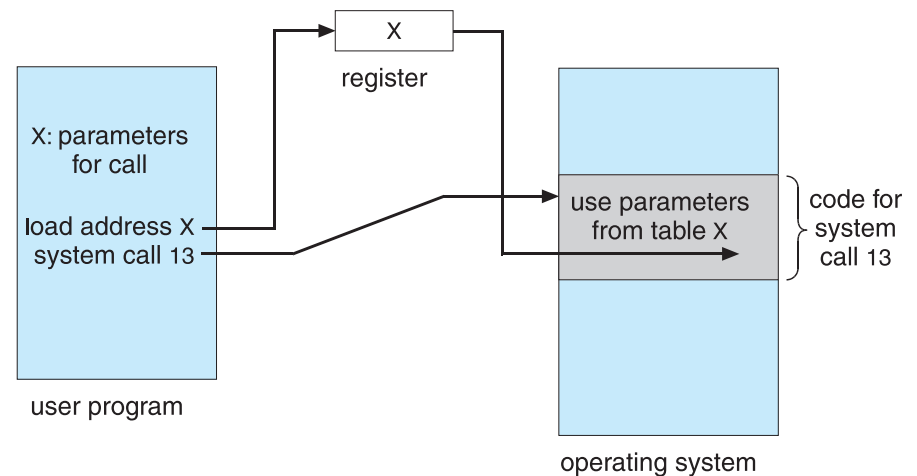 X
register
X: parameters
for call
load address X
system call 13
user program
use parameters
from table X
code for
system
call 13
operating system